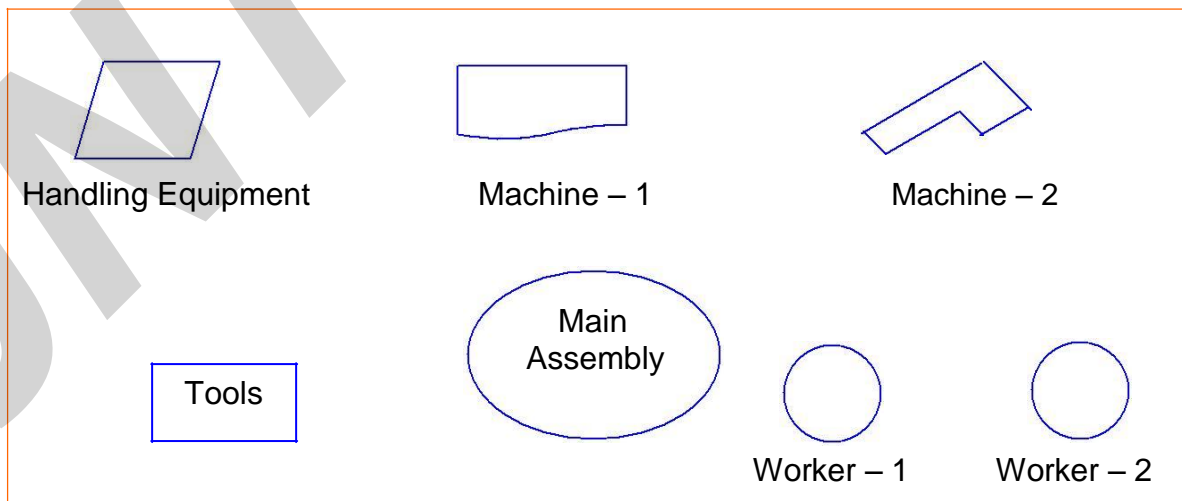 Handling Equipment
Machine – 1
Machine – 2
Main
Assembly
Tools
Worker – 1
Worker – 2